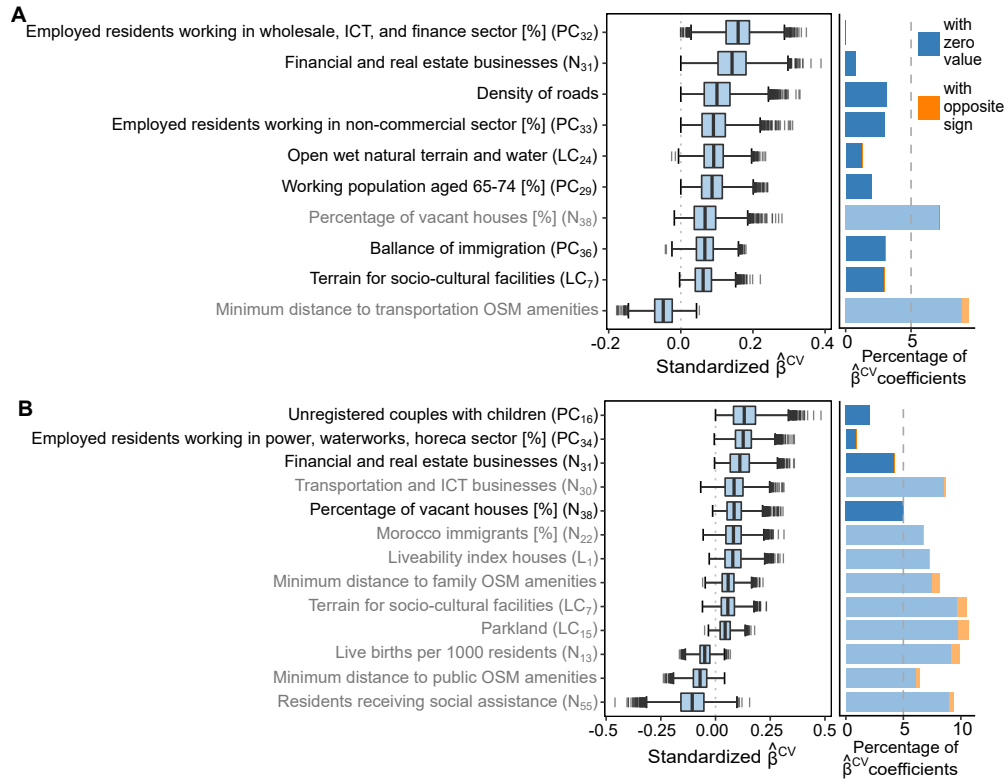 A
Employed residents working in wholesale, ICT, and finance sector [%] (PC32)
Financial and real estate businesses (N31)
Density of roads
Employed residents working in non-commercial sector [%] (PC33)
Open wet natural terrain and water (LC24)
Working population aged 65-74 [%] (PC29)
Percentage of vacant houses [%] (N38)
Ballance of immigration (PC36)
Terrain for socio-cultural facilities (LC7)
Minimum distance to transportation OSM amenities
-0.2 0.0 0.2 0.4
Standardized β̂^CV
with
zero
value
with
opposite
sign
0 5
Percentage of
β̂^CV coefficients
B
Unregistered couples with children (PC16)
Employed residents working in power, waterworks, horeca sector [%] (PC34)
Financial and real estate businesses (N31)
Transportation and ICT businesses (N30)
Percentage of vacant houses [%] (N38)
Morocco immigrants [%] (N22)
Liveability index houses (L1)
Minimum distance to family OSM amenities
Terrain for socio-cultural facilities (LC7)
Parkland (LC15)
Live births per 1000 residents (N13)
Minimum distance to public OSM amenities
Residents receiving social assistance (N55)
-0.5 -0.25 0.00 0.25 0.5
Standardized β̂^CV
0 5 10
Percentage of
β̂^CV coefficients